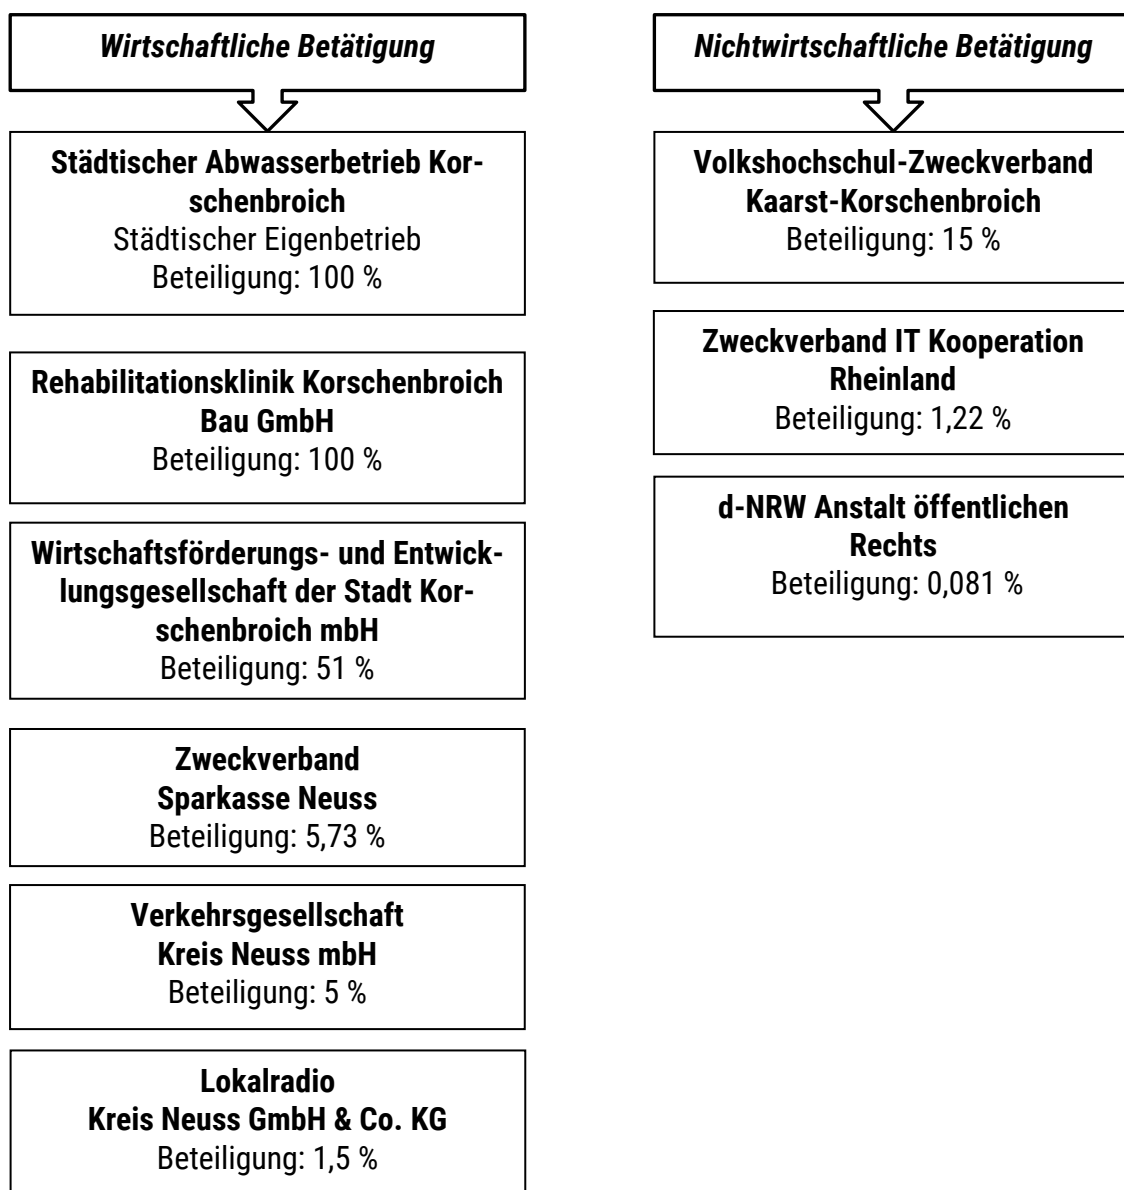 Wirtschaftliche Betätigung
Städtischer Abwasserbetrieb Kor-
schenbroich
Städtischer Eigenbetrieb
Beteiligung: 100 %
Rehabilitationsklinik Korschenbroich
Bau GmbH
Beteiligung: 100 %
Wirtschaftsförderungs- und Entwick-
lungsgesellschaft der Stadt Kor-
schenbroich mbH
Beteiligung: 51 %
Zweckverband
Sparkasse Neuss
Beteiligung: 5,73 %
Verkehrsgesellschaft
Kreis Neuss mbH
Beteiligung: 5 %
Lokalradio
Kreis Neuss GmbH & Co. KG
Beteiligung: 1,5 %
Nichtwirtschaftliche Betätigung
Volkshochschul-Zweckverband
Kaarst-Korschenbroich
Beteiligung: 15 %
Zweckverband IT Kooperation
Rheinland
Beteiligung: 1,22 %
d-NRW Anstalt öffentlichen
Rechts
Beteiligung: 0,081 %